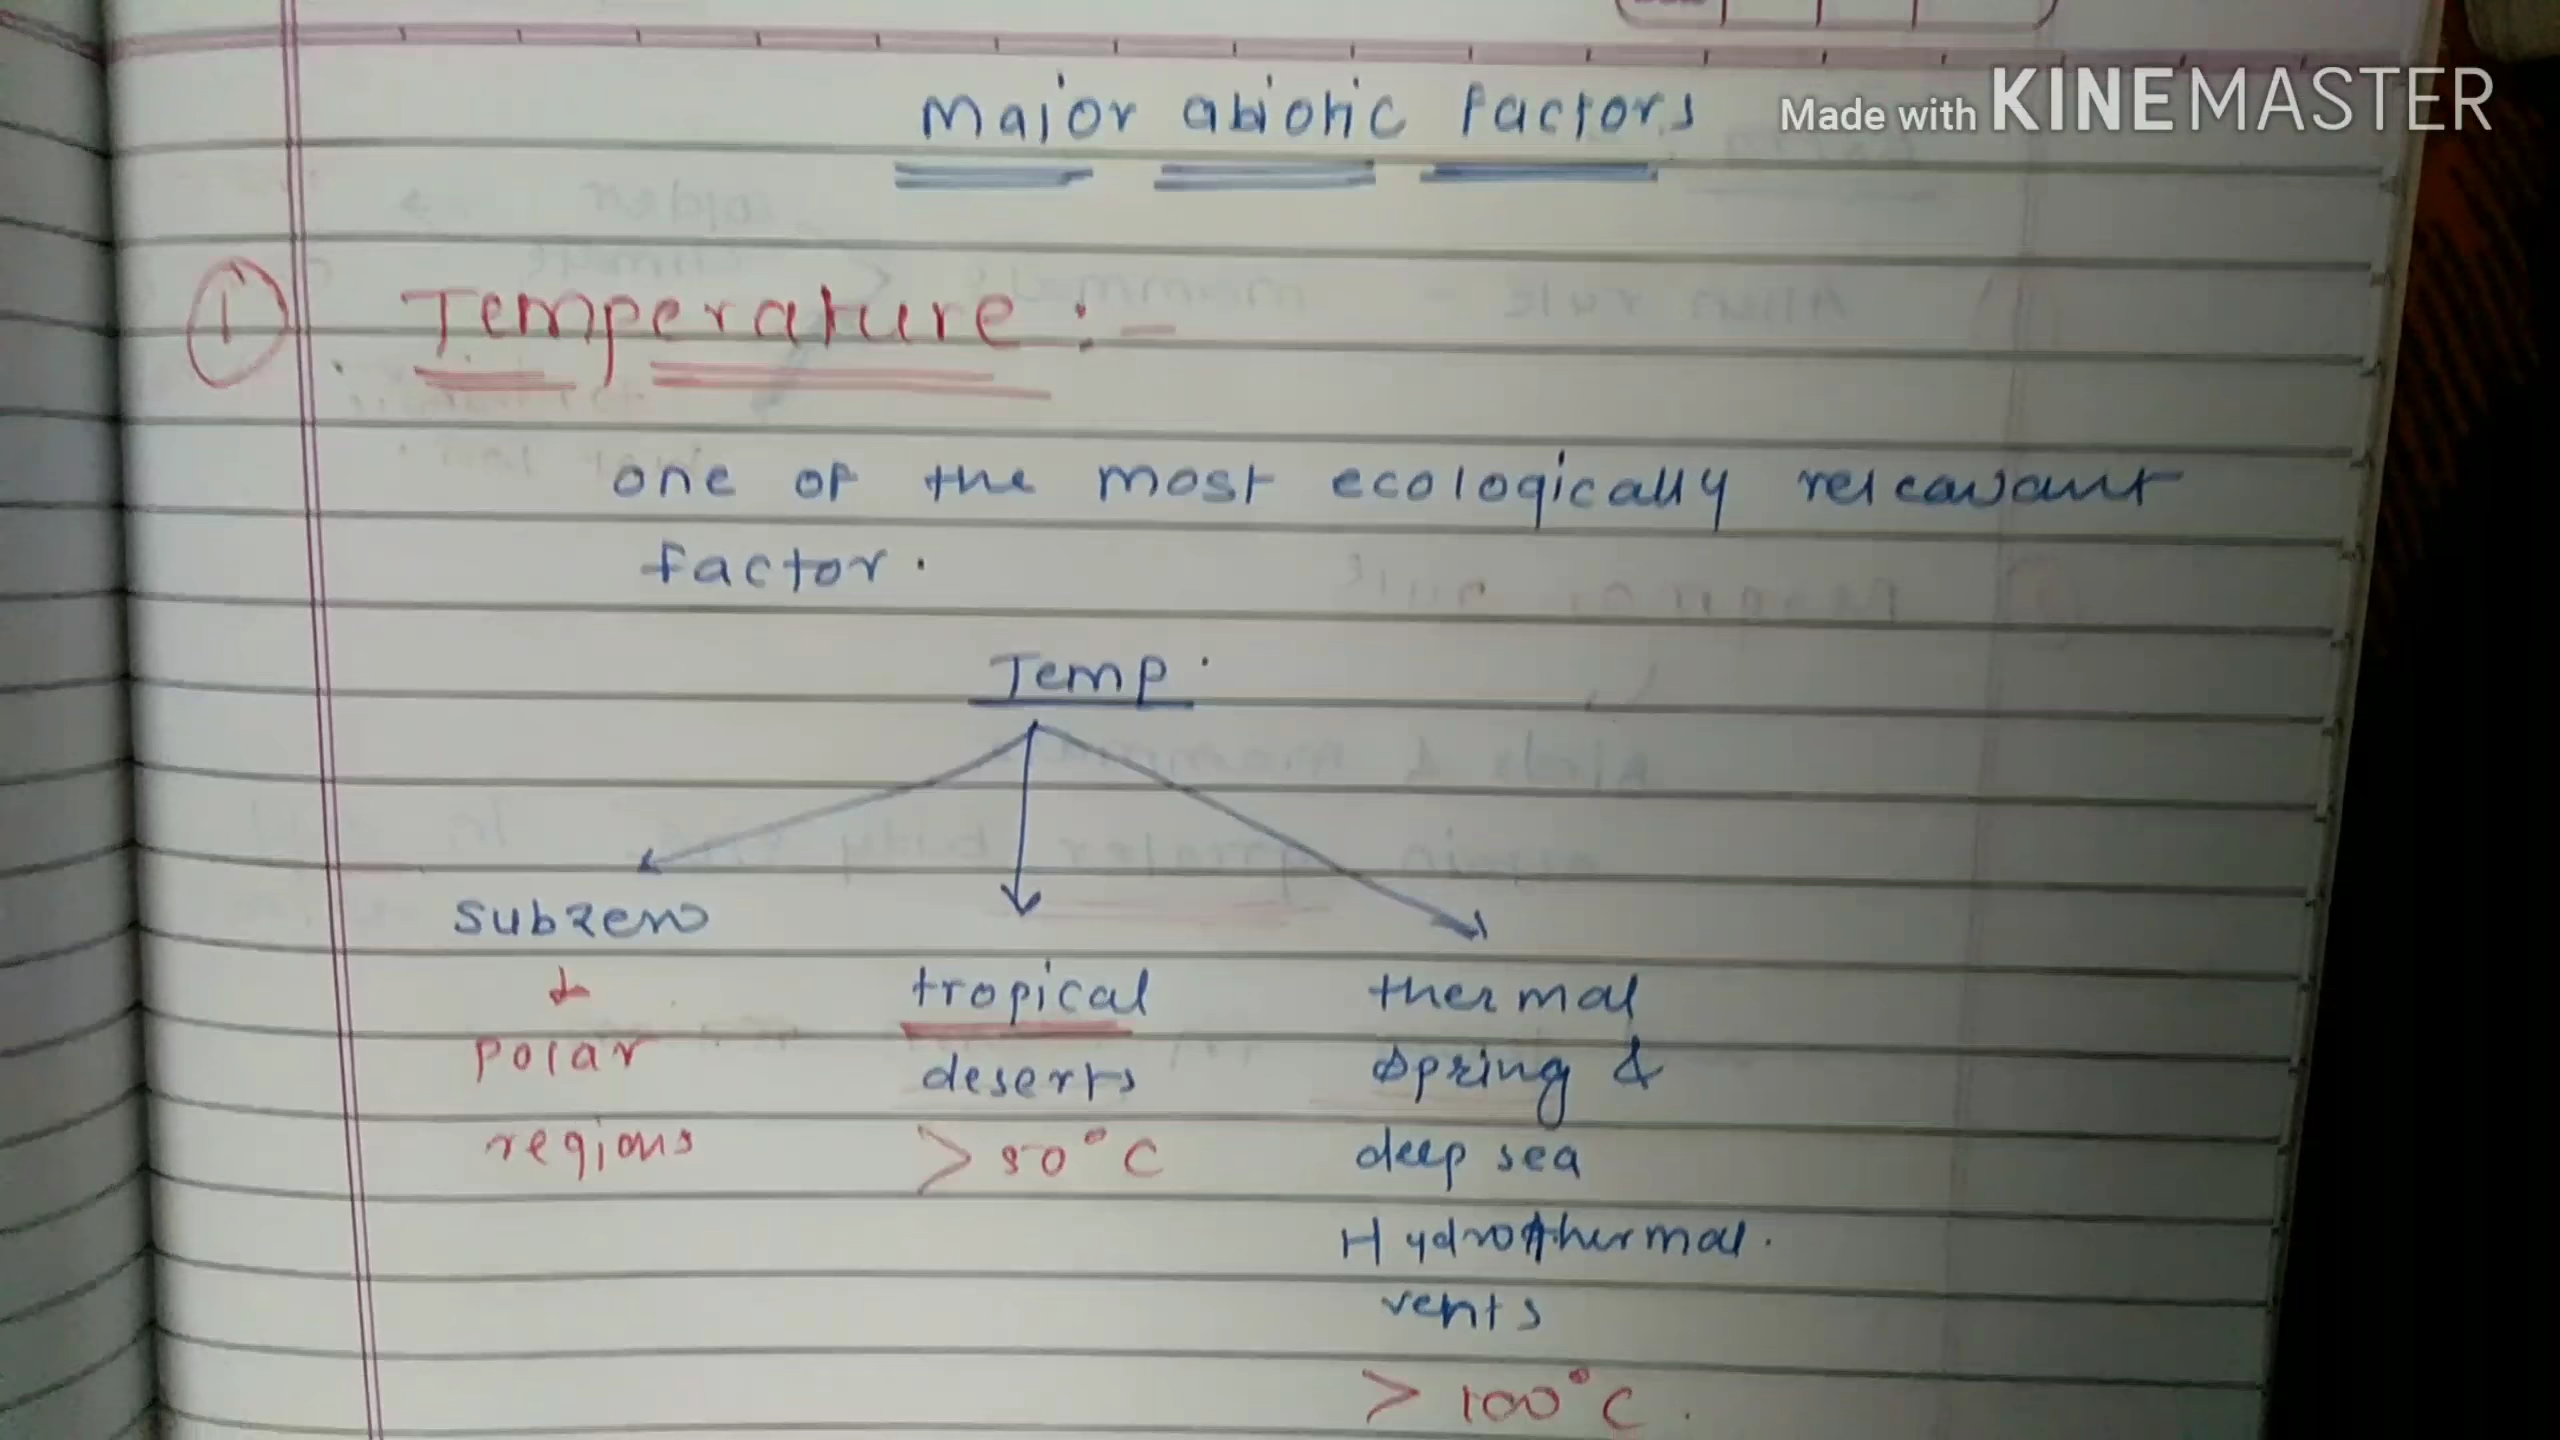 Major abiotic factors
Made with KINEMASTER
1 Temperature :-
one of the most ecologically releavant
factor.
Temp.
subzero
tropical
thermal
&
polar
deserts
spring &
regions
> 50°C
deep sea
Hydrothermal.
vents
> 100°C.